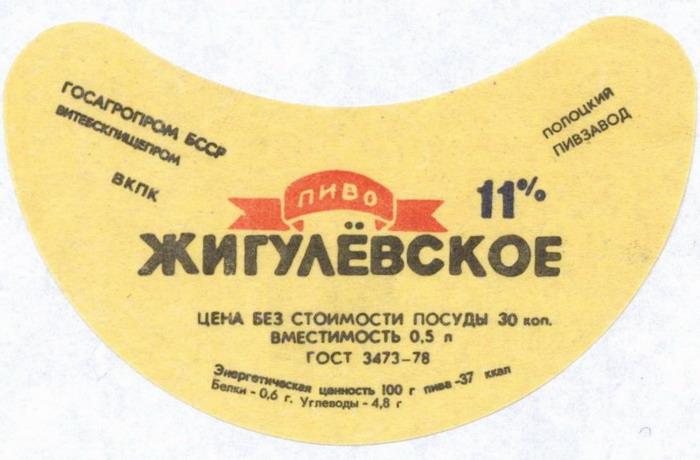 ГОСАГРОПРОМ БССР
ВИТЕБСКПИЩЕПРОМ
ВКПК
ПОЛОЦКИЙ
ПИВЗАВОД
ПИВО
11%
ЖИГУЛЁВСКОЕ
ЦЕНА БЕЗ СТОИМОСТИ ПОСУДЫ 30 коп.
ВМЕСТИМОСТЬ 0,5 л
ГОСТ 3473-78
Энергетическая ценность 100 г пива -37 ккал
Белки - 0,6 г. Углеводы - 4,8 г